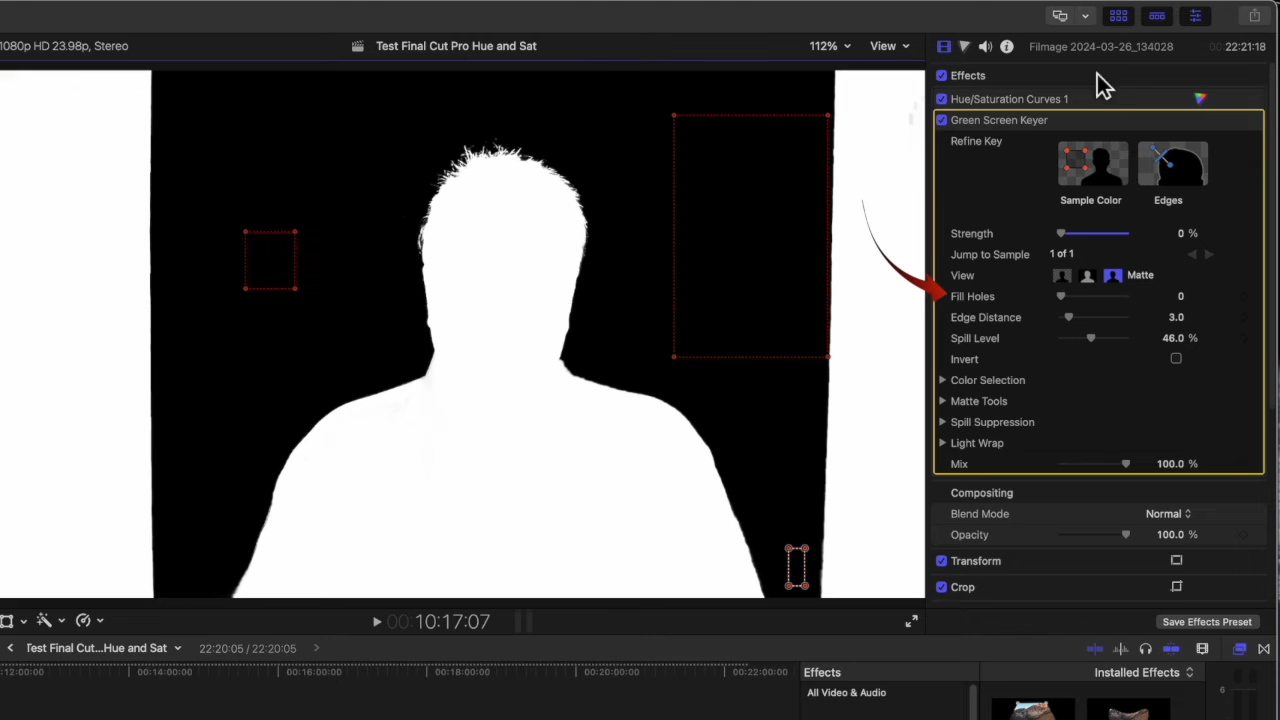 1080p HD 23.98p, Stereo
Test Final Cut Pro Hue and Sat
112%
View
Filmage 2024-03-26_134028
00:22:21:18
Effects
Hue/Saturation Curves 1
Green Screen Keyer
Refine Key
Sample Color
Edges
Strength
0 %
Jump to Sample
1 of 1
View
Matte
Fill Holes
0
Edge Distance
3.0
Spill Level
46.0 %
Invert
Color Selection
Matte Tools
Spill Suppression
Light Wrap
Mix
100.0 %
Compositing
Blend Mode
Normal
Opacity
100.0 %
Transform
Crop
00:10:17:07
Save Effects Preset
Test Final Cut...Hue and Sat
22:20:05 / 22:20:05
:12:00:00
00:14:00:00
00:16:00:00
00:18:00:00
00:20:00:00
00:22:00:00
Effects
Installed Effects
All Video & Audio
6